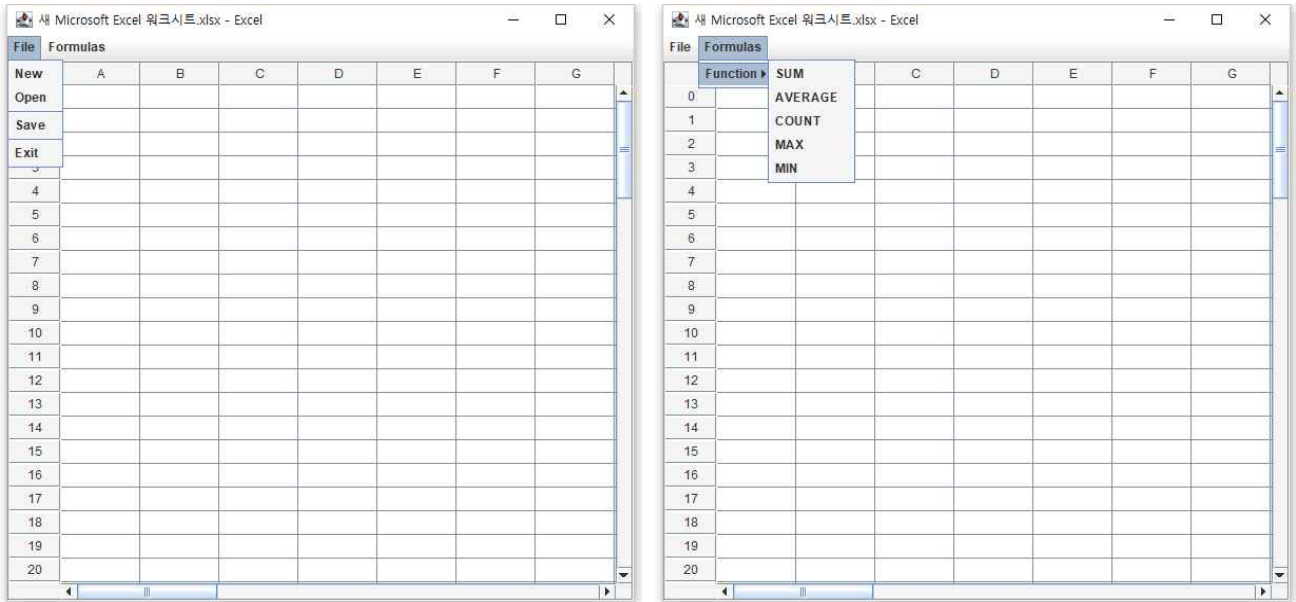 새 Microsoft Excel 워크시트.xlsx - Excel
File Formulas
New
Open
Save
Exit
A B C D E F G
4
5
6
7
8
9
10
11
12
13
14
15
16
17
18
19
20
새 Microsoft Excel 워크시트.xlsx - Excel
File Formulas
Function
SUM
AVERAGE
COUNT
MAX
MIN
C D E F G
0
1
2
3
4
5
6
7
8
9
10
11
12
13
14
15
16
17
18
19
20